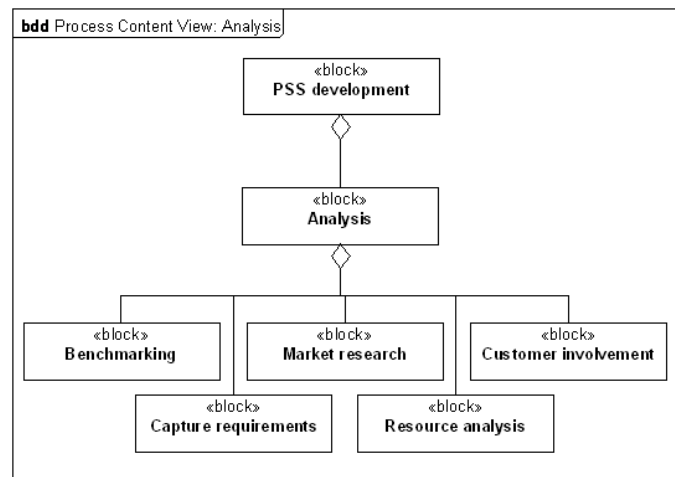 bdd Process Content View: Analysis
«block»
PSS development
«block»
Analysis
«block»
Benchmarking
«block»
Market research
«block»
Customer involvement
«block»
Capture requirements
«block»
Resource analysis